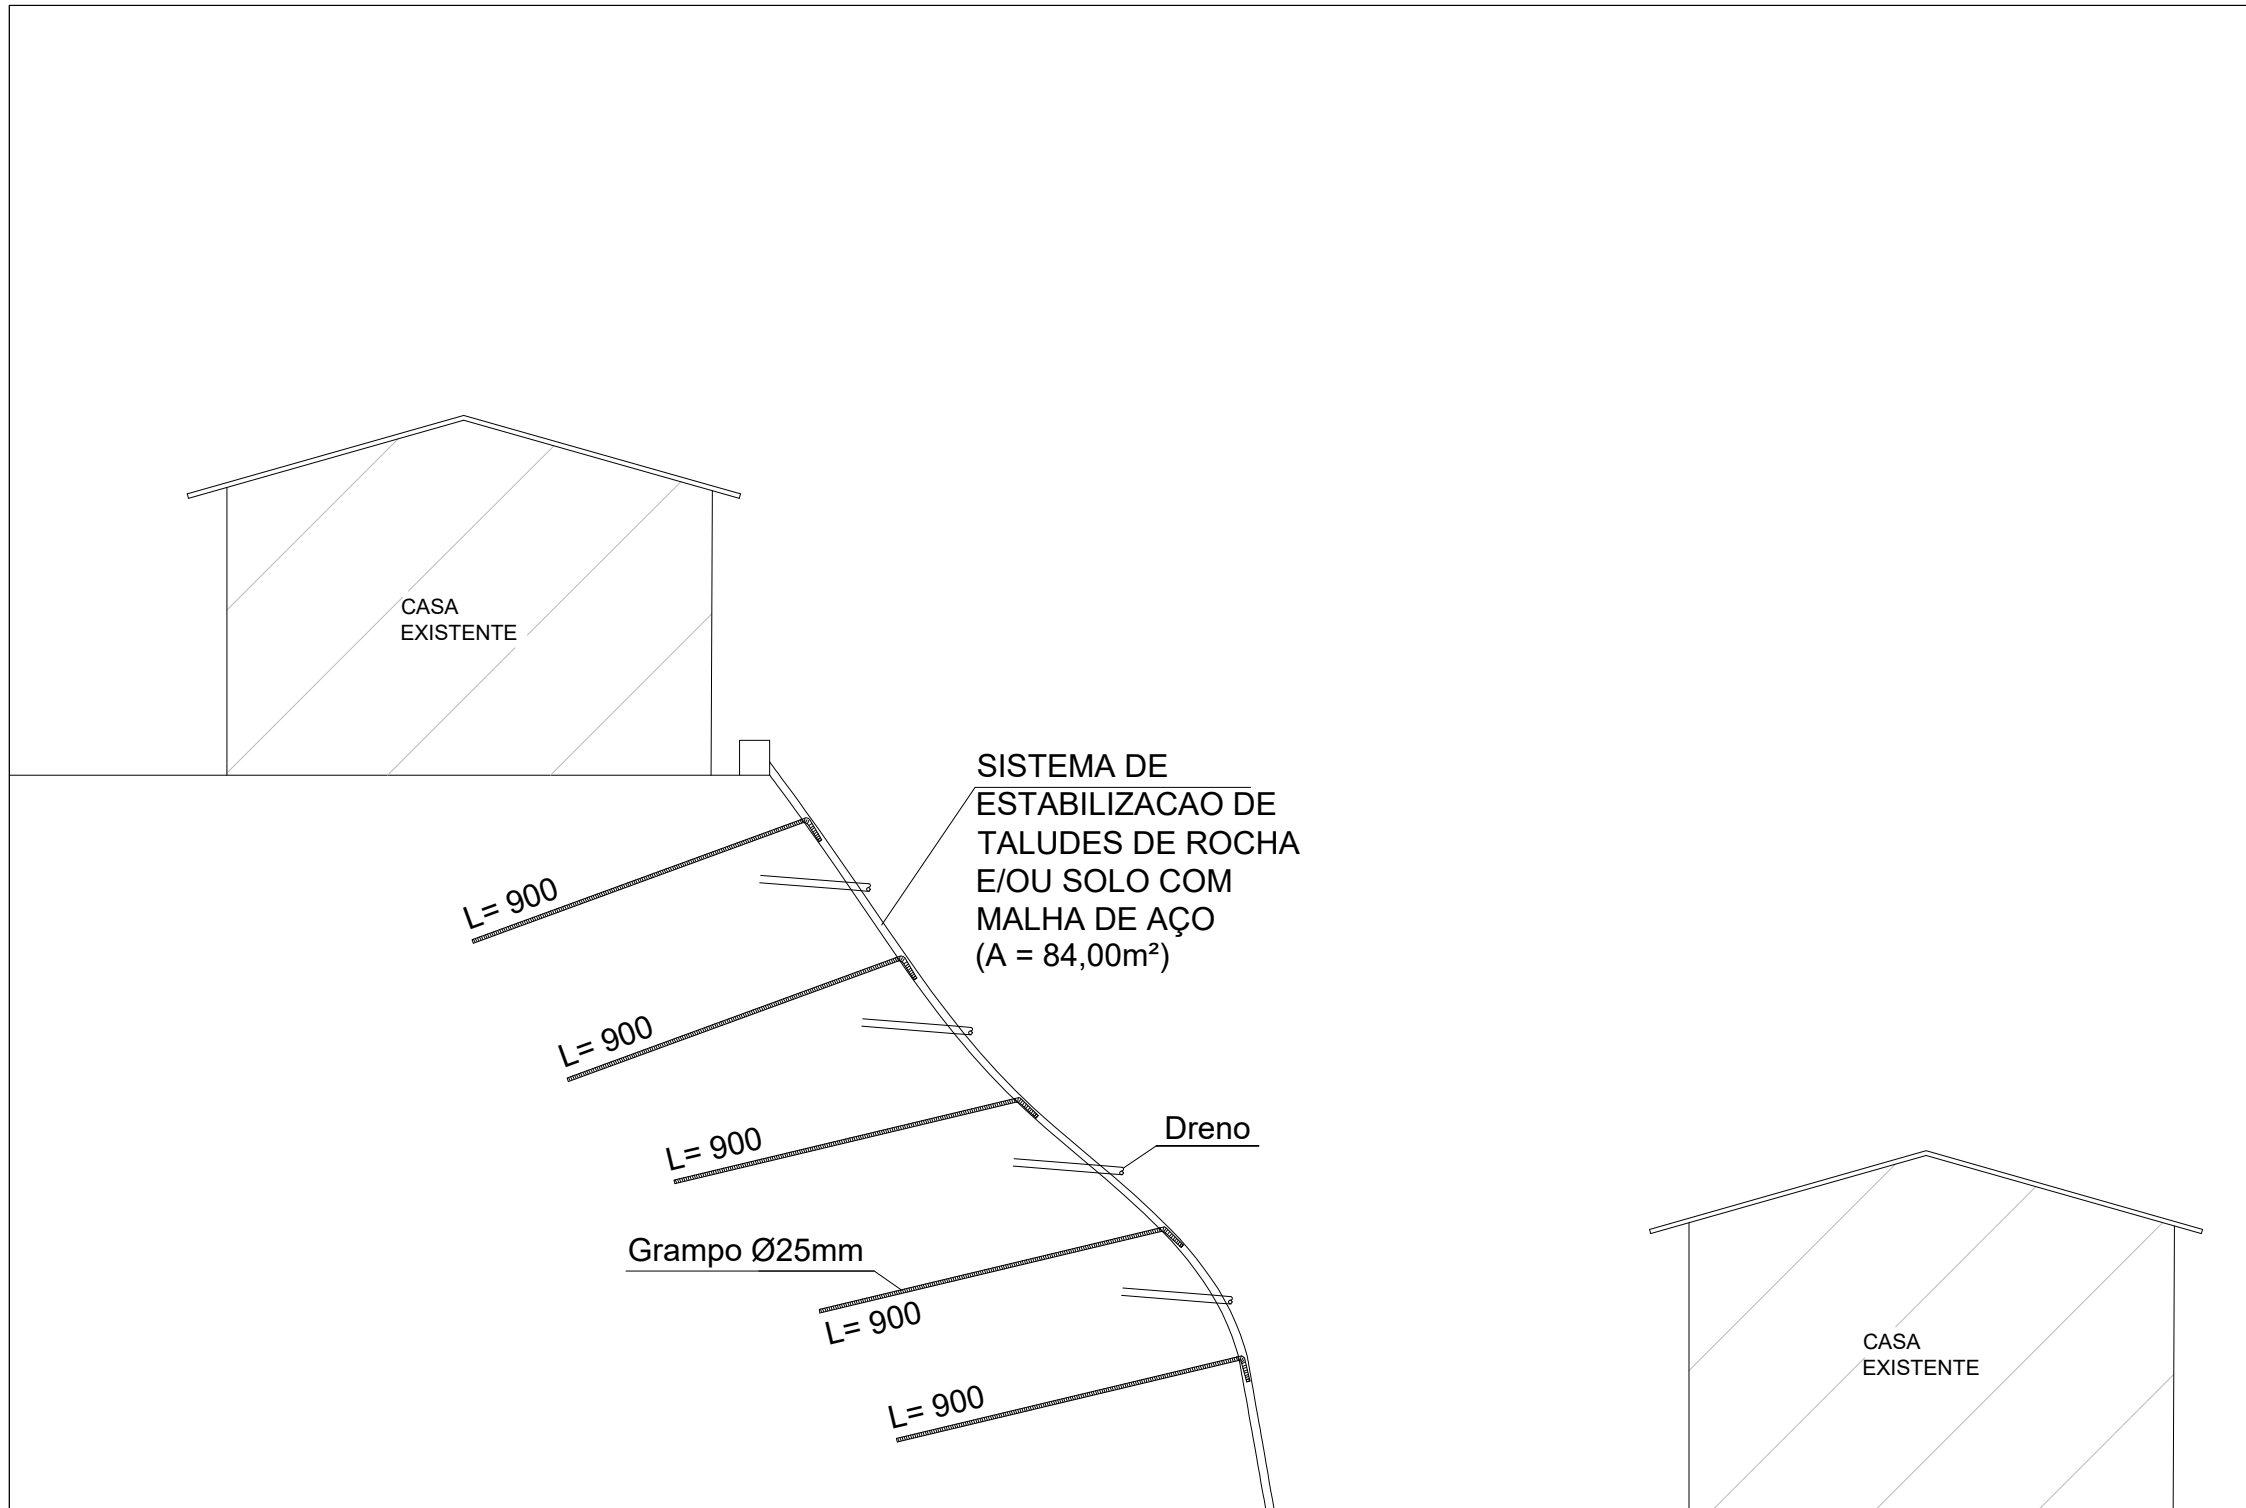 CASA
EXISTENTE
SISTEMA DE
ESTABILIZACAO DE
TALUDES DE ROCHA
E/OU SOLO COM
MALHA DE AÇO
(A = 84,00m²)
L= 900
L= 900
Dreno
L= 900
Grampo Ø25mm
L= 900
CASA
EXISTENTE
L= 900